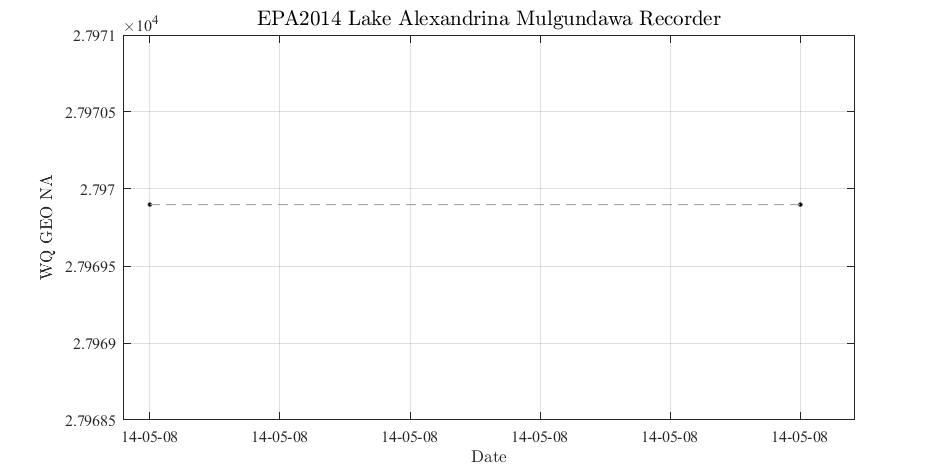 EPA2014 Lake Alexandrina Mulgundawa Recorder
×10⁴
2.7971
2.79705
2.797
2.79695
2.7969
2.79685
WQ GEO NA
14-05-08 14-05-08 14-05-08 14-05-08 14-05-08 14-05-08
Date